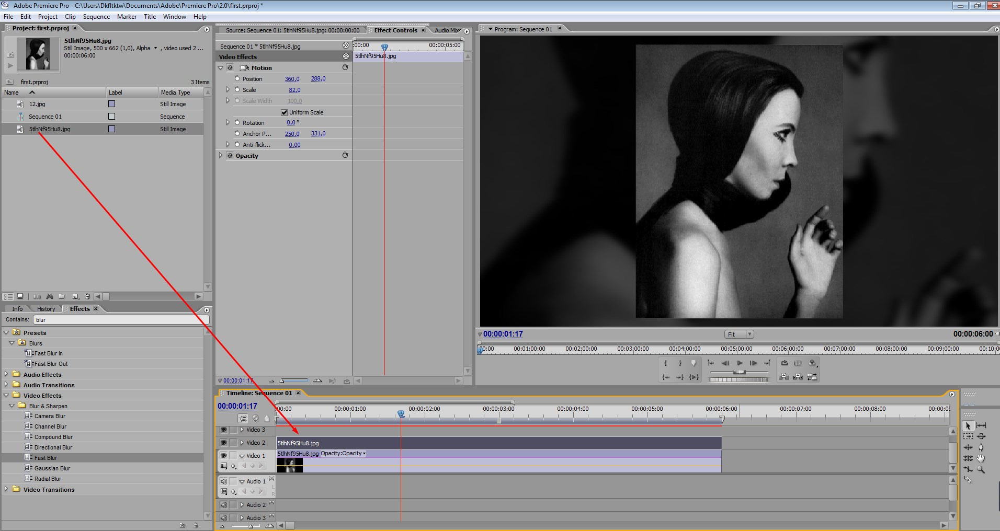 Adobe Premiere Pro - C:\Users\Dkfltktw\Documents\Adobe\Premiere Pro\2.0\first.prproj *
File Edit Project Clip Sequence Marker Title Window Help
Project: first.prproj
5tlhNf95Hu8.jpg
Still Image, 500 x 662 (1,0), Alpha , video used 2 ...
00:00:06:00
first.prproj 3 Items
Name Label Media Type
12.jpg Still Image
Sequence 01 Sequence
5tlhNf95Hu8.jpg Still Image
Info History Effects
Contains: blur
Presets
Blurs
Fast Blur In
Fast Blur Out
Audio Effects
Audio Transitions
Video Effects
Blur & Sharpen
Camera Blur
Channel Blur
Compound Blur
Directional Blur
Fast Blur
Gaussian Blur
Radial Blur
Video Transitions
Source: Sequence 01: 5tlhNf95Hu8.jpg: 00:00:00:00 Effect Controls Audio Mixe
Sequence 01 * 5tlhNf95Hu8.jpg :00:00 00:00:05:00
Video Effects 5tlhNf95Hu8.jpg
Motion
Position 360,0 288,0
Scale 82,0
Scale Width 100,0
Uniform Scale
Rotation 0,0 °
Anchor P... 250,0 331,0
Anti-flick... 0,00
Opacity
00:00:01:17
Program: Sequence 01
00:00:01:17 Fit 00:00:06:00
00:00 00:01:00:00 00:02:00:00 00:03:00:00 00:04:00:00 00:05:00:00 00:06:00:00 00:07:00:00 00:08:00:00 00:09:00:00 00:10:0
Timeline: Sequence 01
00:00:01:17 :00:00 00:00:01:00 00:00:02:00 00:00:03:00 00:00:04:00 00:00:05:00 00:00:06:00 00:00:07:00 00:00:08:00 00:00:09
Video 3
Video 2 5tlhNf95Hu8.jpg
Video 1 5tlhNf95Hu8.jpg Opacity:Opacity
Audio 1
L
R
Audio 2
Audio 3